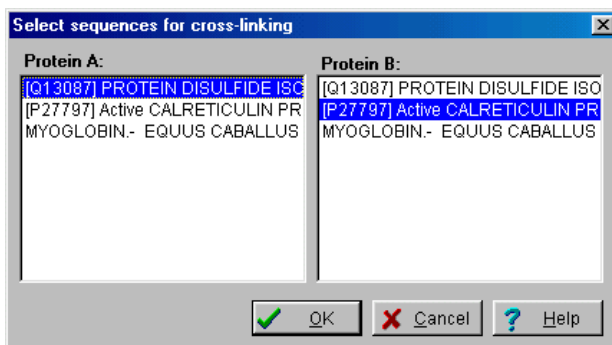 Select sequences for cross-linking
Protein A:
[Q13087] PROTEIN DISULFIDE ISO
[P27797] Active CALRETICULIN PR
MYOGLOBIN.- EQUUS CABALLUS
Protein B:
[Q13087] PROTEIN DISULFIDE ISO
[P27797] Active CALRETICULIN PR
MYOGLOBIN.- EQUUS CABALLUS
OK
Cancel
Help